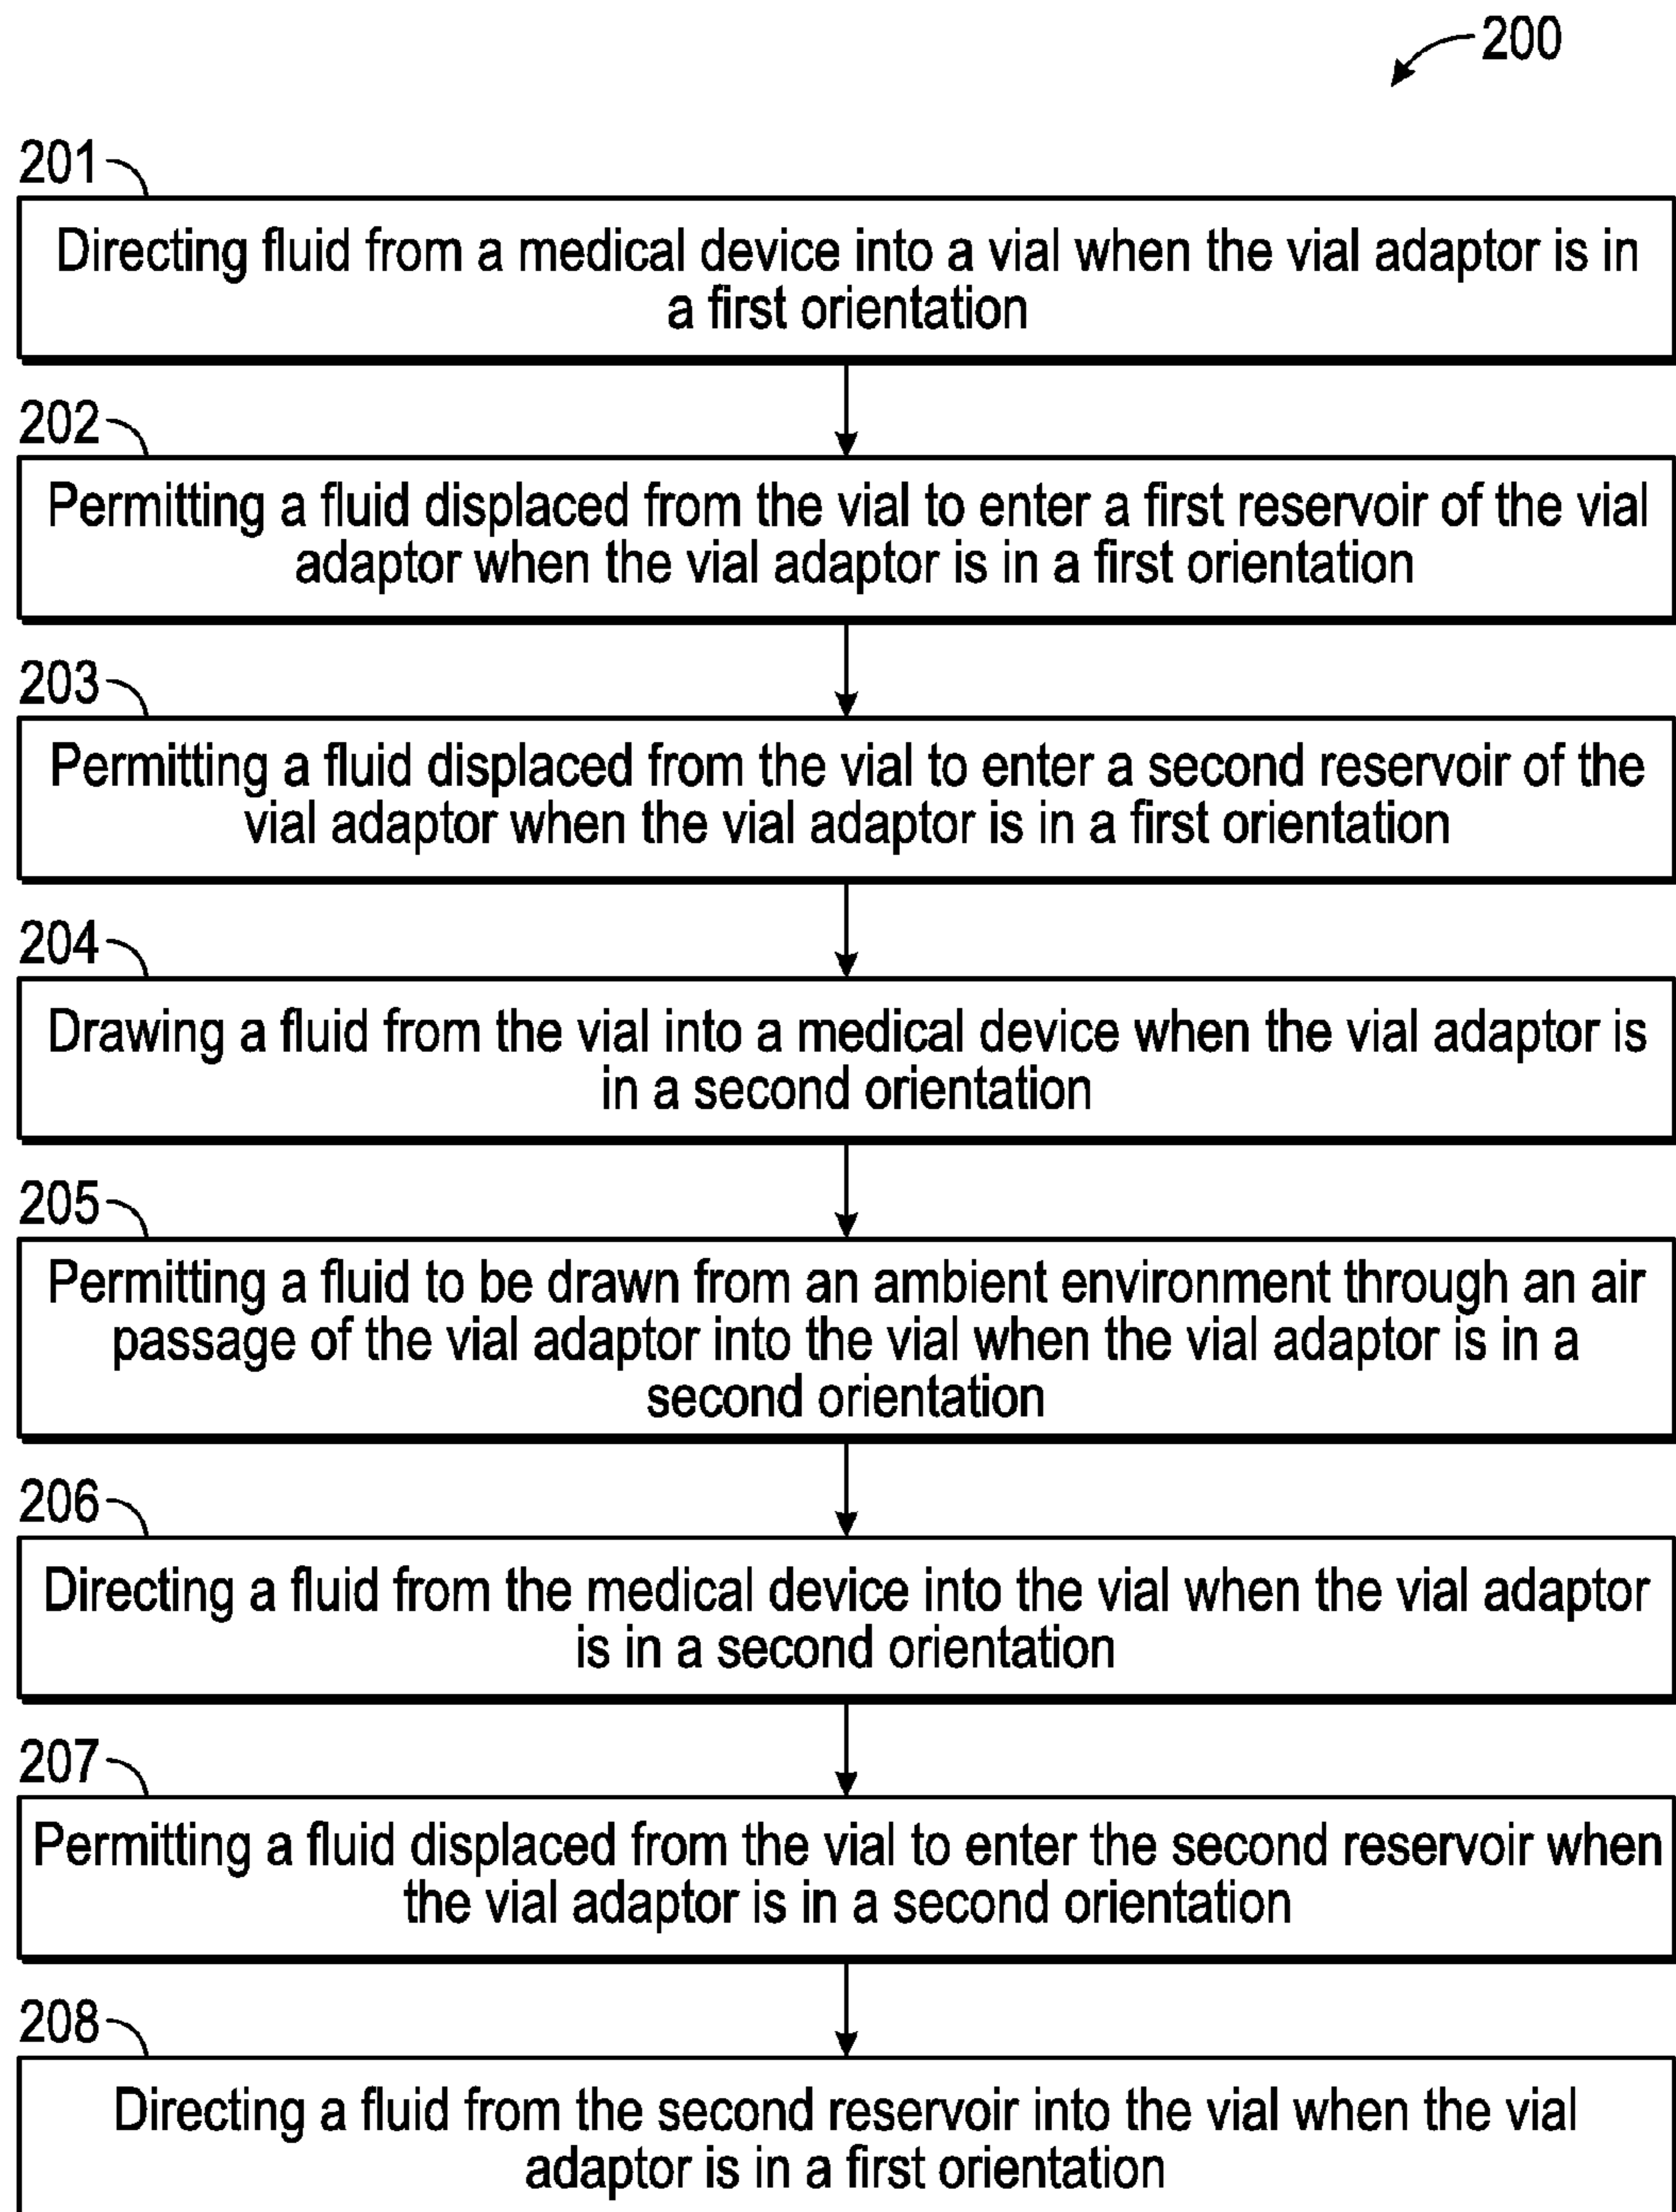 200
201
Directing fluid from a medical device into a vial when the vial adaptor is in
a first orientation
202
Permitting a fluid displaced from the vial to enter a first reservoir of the vial
adaptor when the vial adaptor is in a first orientation
203
Permitting a fluid displaced from the vial to enter a second reservoir of the
vial adaptor when the vial adaptor is in a first orientation
204
Drawing a fluid from the vial into a medical device when the vial adaptor is
in a second orientation
205
Permitting a fluid to be drawn from an ambient environment through an air
passage of the vial adaptor into the vial when the vial adaptor is in a
second orientation
206
Directing a fluid from the medical device into the vial when the vial adaptor
is in a second orientation
207
Permitting a fluid displaced from the vial to enter the second reservoir when
the vial adaptor is in a second orientation
208
Directing a fluid from the second reservoir into the vial when the vial
adaptor is in a first orientation